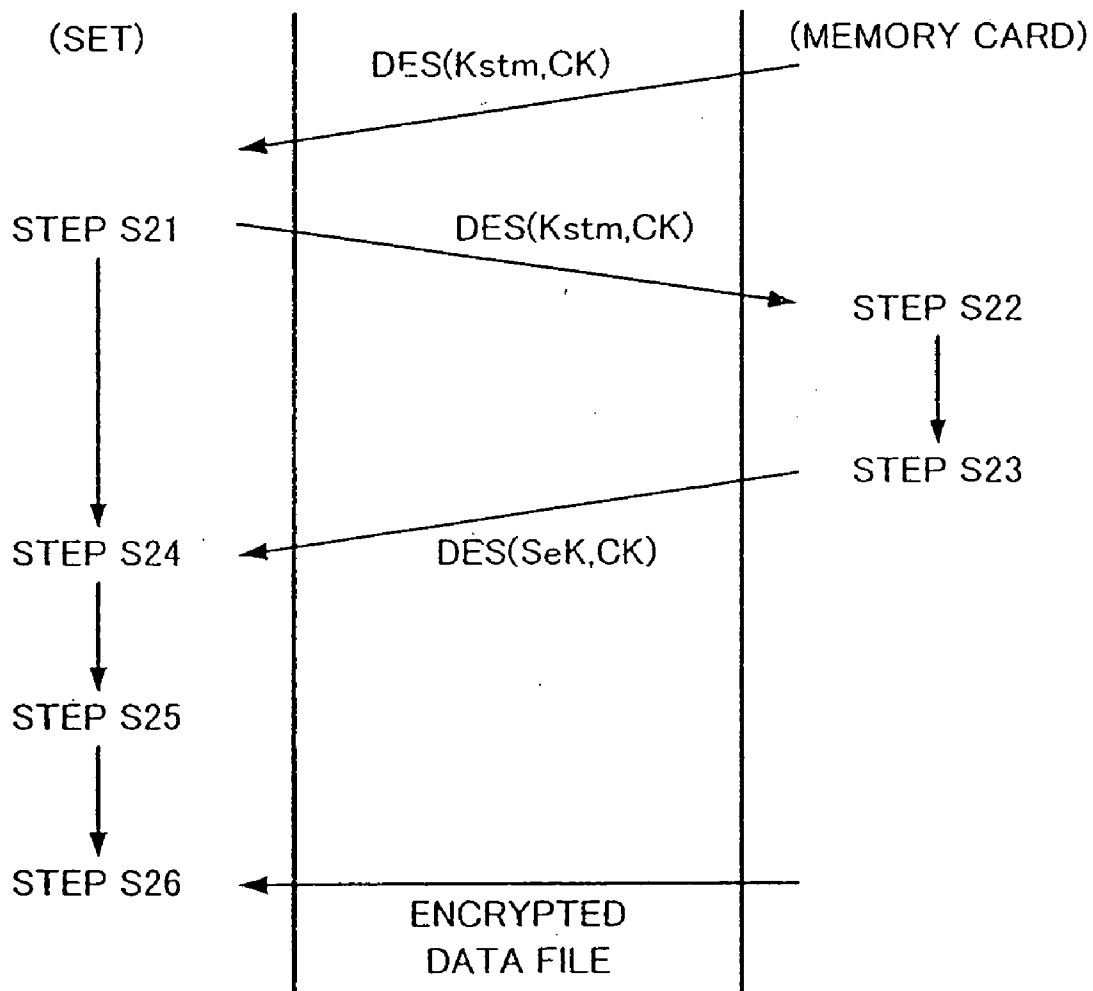 (SET)
(MEMORY CARD)
DES(Kstm,CK)
STEP S21
DES(Kstm,CK)
STEP S22
STEP S23
STEP S24
DES(SeK,CK)
STEP S25
STEP S26
ENCRYPTED
DATA FILE